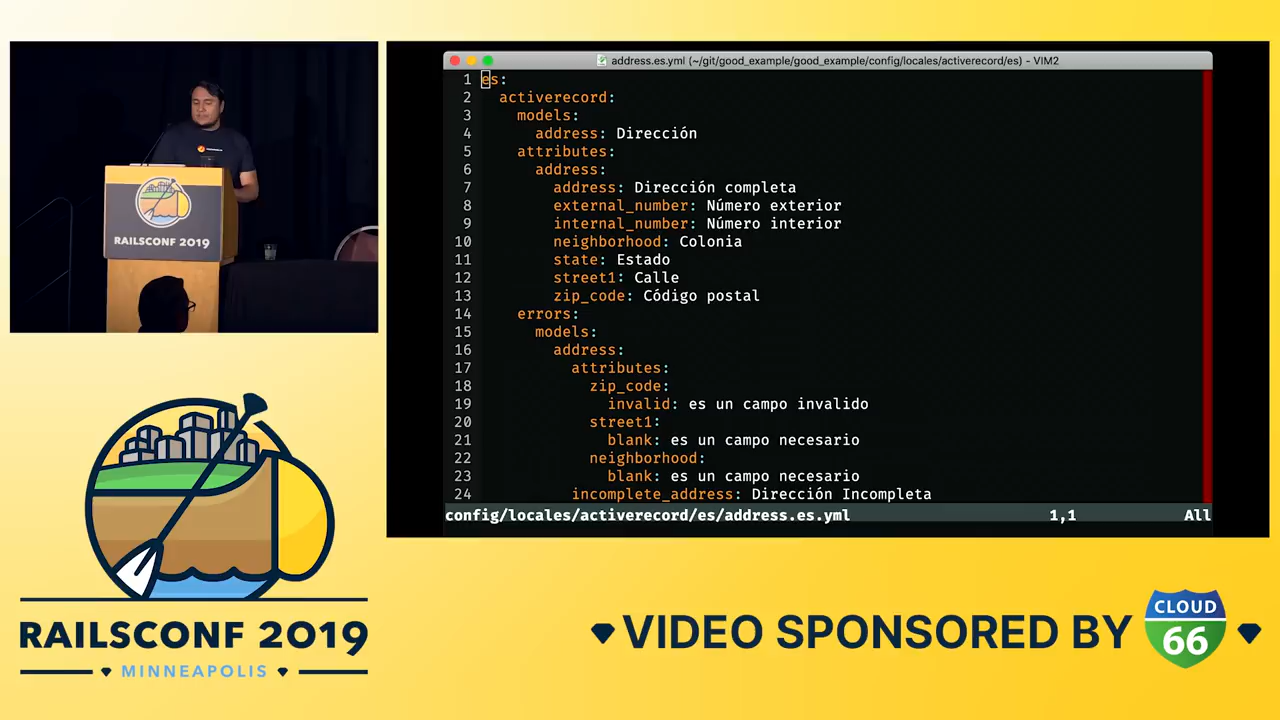 address.es.yml (~/git/good_example/good_example/config/locales/activerecord/es) - VIM2
1 es:
2 activerecord:
3 models:
4 address: Dirección
5 attributes:
6 address:
7 address: Dirección completa
8 external_number: Número exterior
9 internal_number: Número interior
10 neighborhood: Colonia
11 state: Estado
12 street1: Calle
13 zip_code: Código postal
14 errors:
15 models:
16 address:
17 attributes:
18 zip_code:
19 invalid: es un campo invalido
20 street1:
21 blank: es un campo necesario
22 neighborhood:
23 blank: es un campo necesario
24 incomplete_address: Dirección Incompleta
config/locales/activerecord/es/address.es.yml 1,1 All
RAILSCONF 2019
RAILSCONF 2019
MINNEAPOLIS
VIDEO SPONSORED BY
CLOUD
66